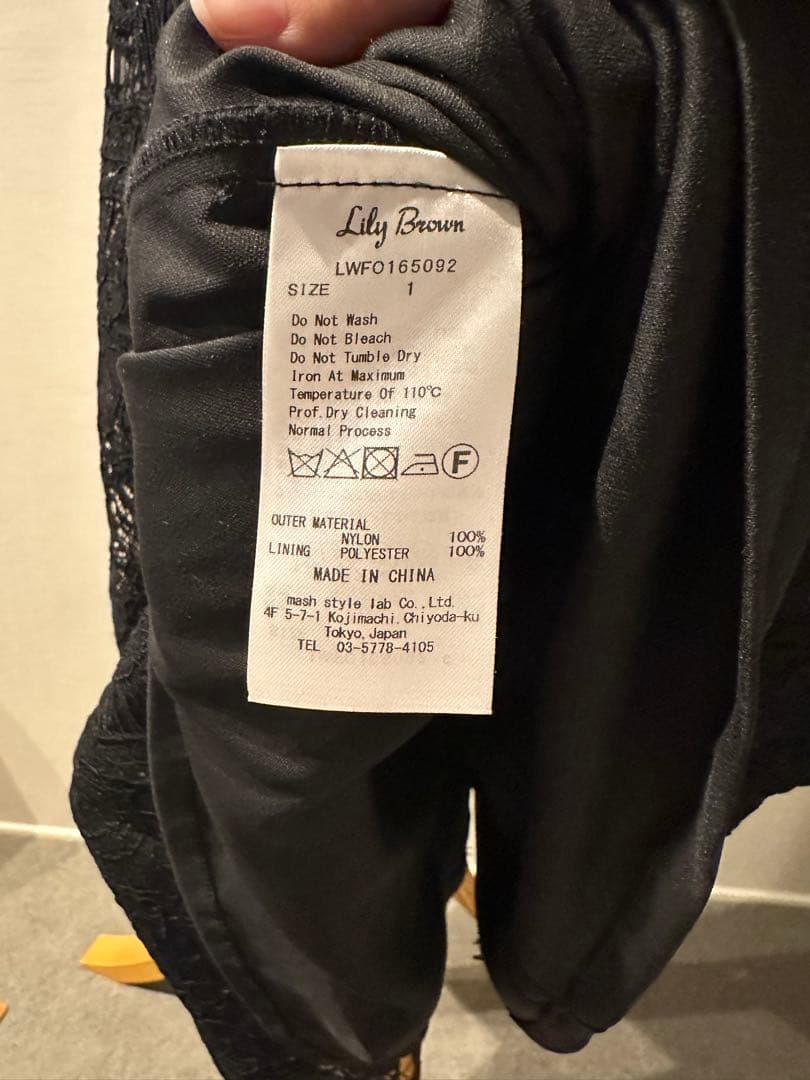 Lily Brown
LWFO165092
SIZE 1
Do Not Wash
Do Not Bleach
Do Not Tumble Dry
Iron At Maximum
Temperature Of 110℃
Prof.Dry Cleaning
Normal Process
F
OUTER MATERIAL
NYLON 100%
LINING POLYESTER 100%
MADE IN CHINA
mash style lab Co.,Ltd.
4F 5-7-1 Kojimachi,Chiyoda-ku
Tokyo,Japan
TEL 03-5778-4105